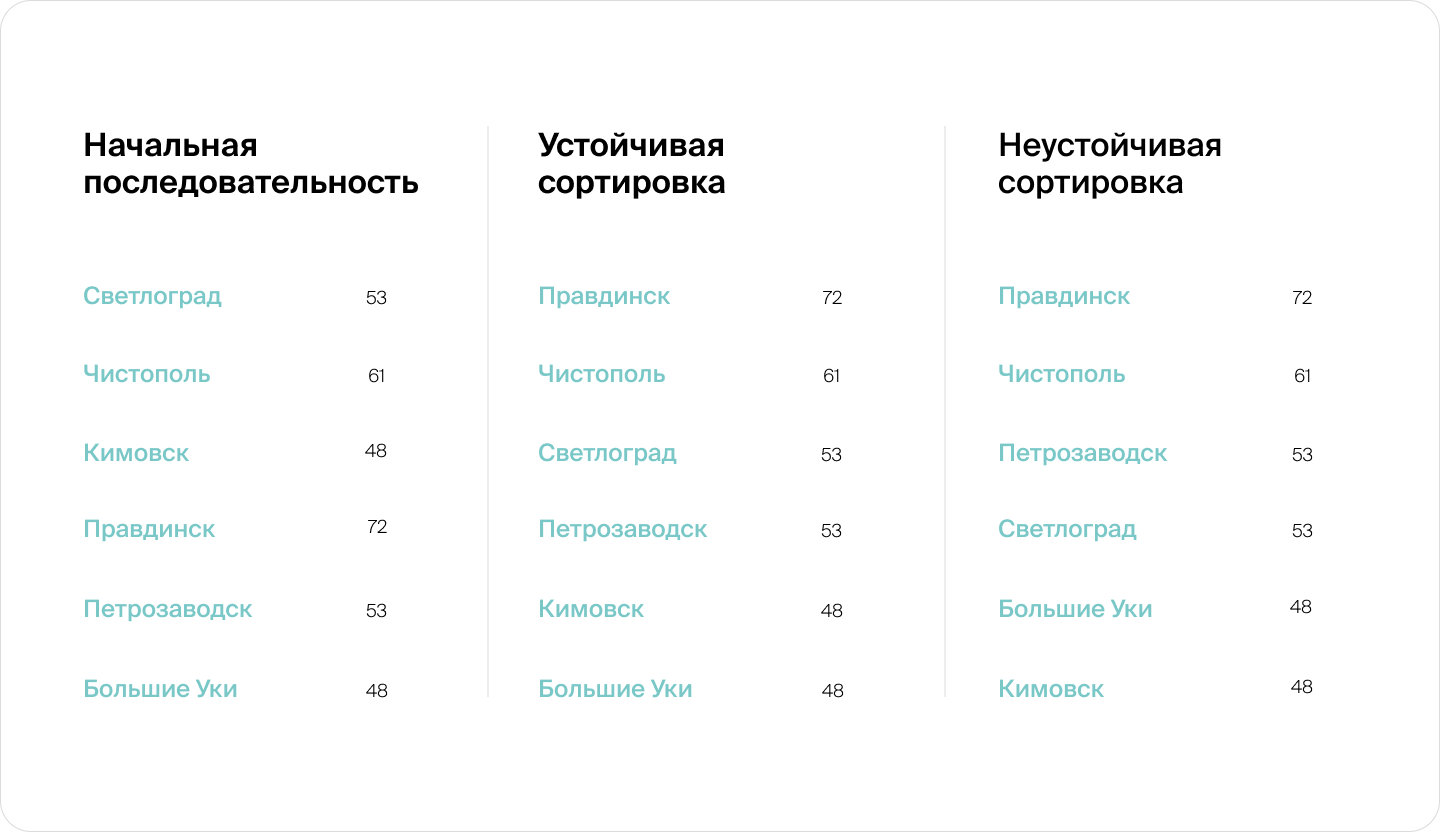 Начальная
последовательность
Светлоград 53
Чистополь 61
Кимовск 48
Правдинск 72
Петрозаводск 53
Большие Уки 48
Устойчивая
сортировка
Правдинск 72
Чистополь 61
Светлоград 53
Петрозаводск 53
Кимовск 48
Большие Уки 48
Неустойчивая
сортировка
Правдинск 72
Чистополь 61
Петрозаводск 53
Светлоград 53
Большие Уки 48
Кимовск 48